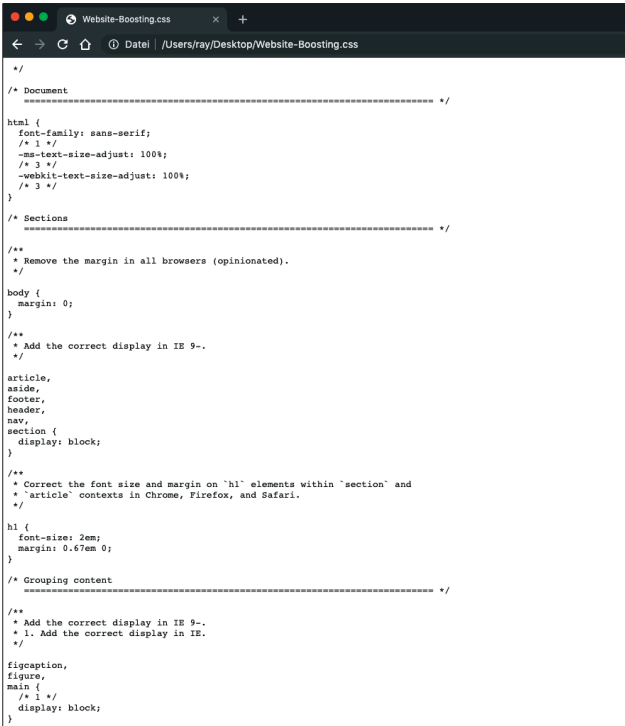 Website-Boosting.css
Datei | /Users/ray/Desktop/Website-Boosting.css
 */

/* Document
   ========================================================================== */

html {
  font-family: sans-serif;
  /* 1 */
  -ms-text-size-adjust: 100%;
  /* 3 */
  -webkit-text-size-adjust: 100%;
  /* 3 */
}

/* Sections
   ========================================================================== */

/**
 * Remove the margin in all browsers (opinionated).
 */

body {
  margin: 0;
}

/**
 * Add the correct display in IE 9-.
 */

article,
aside,
footer,
header,
nav,
section {
  display: block;
}

/**
 * Correct the font size and margin on `h1` elements within `section` and
 * `article` contexts in Chrome, Firefox, and Safari.
 */

h1 {
  font-size: 2em;
  margin: 0.67em 0;
}

/* Grouping content
   ========================================================================== */

/**
 * Add the correct display in IE 9-.
 * 1. Add the correct display in IE.
 */

figcaption,
figure,
main {
  /* 1 */
  display: block;
}